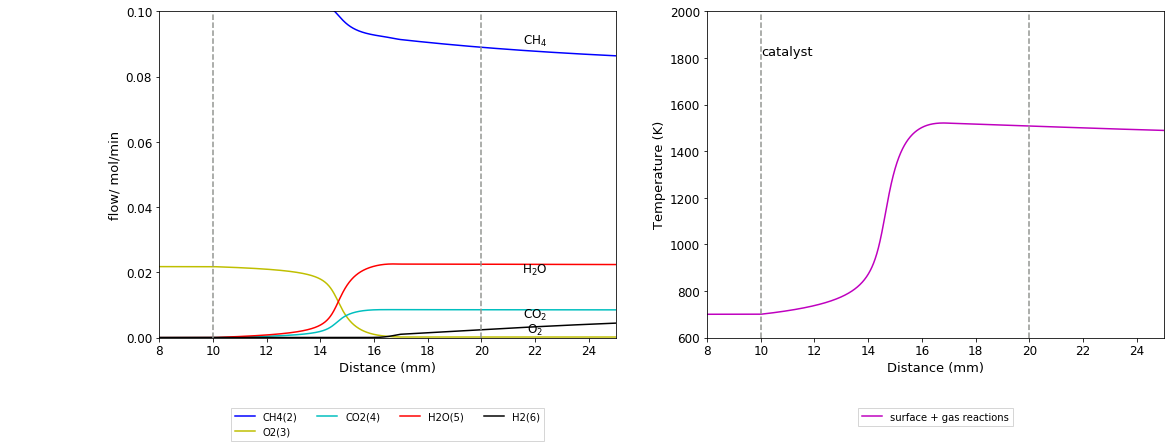 0.10
0.08
0.06
0.04
0.02
0.00
flow/ mol/min
CH4
H2O
CO2
O2
8 10 12 14 16 18 20 22 24
Distance (mm)
CH4(2) CO2(4) H2O(5) H2(6)
O2(3)
2000
1800
1600
1400
1200
1000
800
600
Temperature (K)
catalyst
8 10 12 14 16 18 20 22 24
Distance (mm)
surface + gas reactions